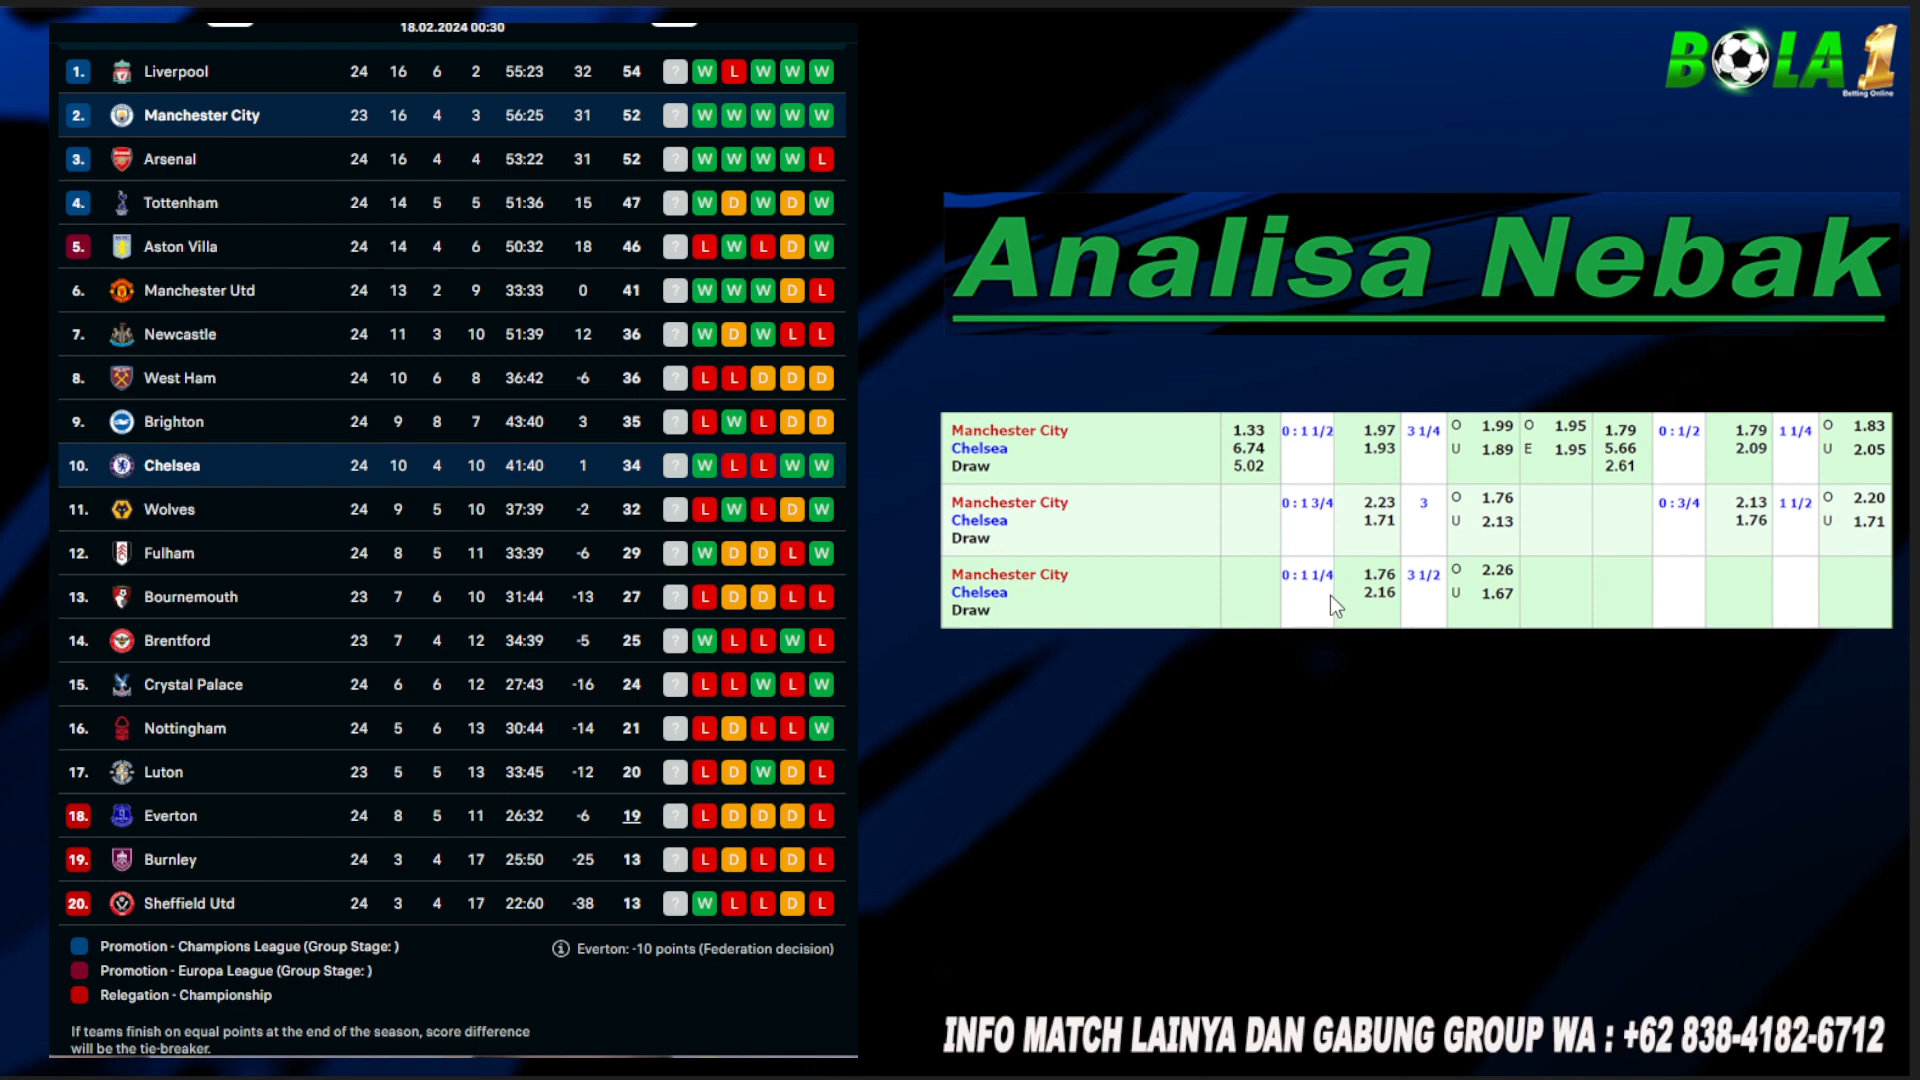 18.02.2024 00:30
1. Liverpool 24 16 6 2 55:23 32 54 ? W L W W W
2. Manchester City 23 16 4 3 56:25 31 52 ? W W W W W
3. Arsenal 24 16 4 4 53:22 31 52 ? W W W W L
4. Tottenham 24 14 5 5 51:36 15 47 ? W D W D W
5. Aston Villa 24 14 4 6 50:32 18 46 ? L W L D W
6. Manchester Utd 24 13 2 9 33:33 0 41 ? W W W D L
7. Newcastle 24 11 3 10 51:39 12 36 ? W D W L L
8. West Ham 24 10 6 8 36:42 -6 36 ? L L D D D
9. Brighton 24 9 8 7 43:40 3 35 ? L W L D D
10. Chelsea 24 10 4 10 41:40 1 34 ? W L L W W
11. Wolves 24 9 5 10 37:39 -2 32 ? L W L D W
12. Fulham 24 8 5 11 33:39 -6 29 ? W D D L W
13. Bournemouth 23 7 6 10 31:44 -13 27 ? L D D L L
14. Brentford 23 7 4 12 34:39 -5 25 ? W L L W L
15. Crystal Palace 24 6 6 12 27:43 -16 24 ? L L W L W
16. Nottingham 24 5 6 13 30:44 -14 21 ? L D L L W
17. Luton 23 5 5 13 33:45 -12 20 ? L D W D L
18. Everton 24 8 5 11 26:32 -6 19 ? L D D D L
19. Burnley 24 3 4 17 25:50 -25 13 ? L D L D L
20. Sheffield Utd 24 3 4 17 22:60 -38 13 ? W L L D L
Promotion - Champions League (Group Stage: )
Everton: -10 points (Federation decision)
Promotion - Europa League (Group Stage: )
Relegation - Championship
If teams finish on equal points at the end of the season, score difference
will be the tie-breaker.
BOLA 1
Betting Online
Analisa Nebak
Manchester City 1.33 0 : 1 1/2 1.97 3 1/4 O 1.99 O 1.95 1.79 0 : 1/2 1.79 1 1/4 O 1.83
Chelsea 6.74 1.93 U 1.89 E 1.95 5.66 2.09 U 2.05
Draw 5.02 2.61
Manchester City 0 : 1 3/4 2.23 3 O 1.76 0 : 3/4 2.13 1 1/2 O 2.20
Chelsea 1.71 U 2.13 1.76 U 1.71
Draw
Manchester City 0 : 1 1/4 1.76 3 1/2 O 2.26
Chelsea 2.16 U 1.67
Draw
INFO MATCH LAINYA DAN GABUNG GROUP WA : +62 838-4182-6712